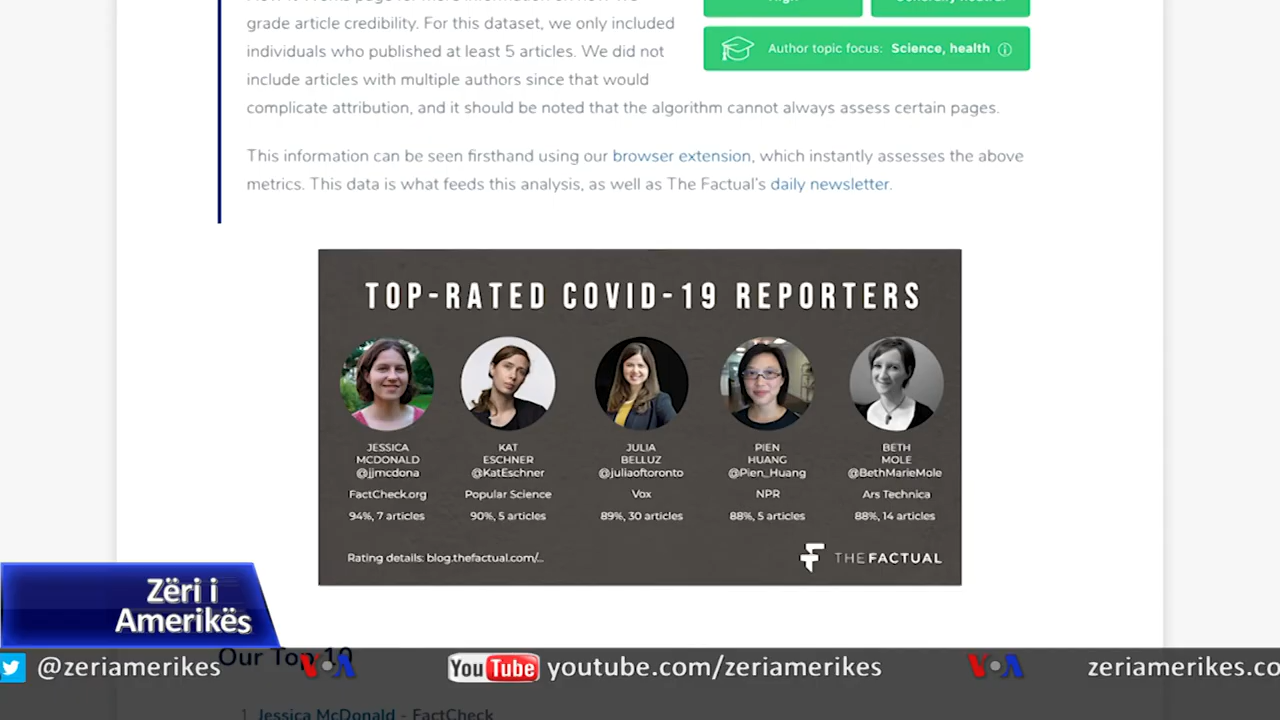 grade article credibility. For this dataset, we only included
individuals who published at least 5 articles. We did not
include articles with multiple authors since that would
complicate attribution, and it should be noted that the algorithm cannot always assess certain pages.
Author topic focus: Science, health
This information can be seen firsthand using our browser extension, which instantly assesses the above
metrics. This data is what feeds this analysis, as well as The Factual's daily newsletter.
TOP-RATED COVID-19 REPORTERS
JESSICA MCDONALD
@jjmcdona
FactCheck.org
94%, 7 articles
KAT ESCHNER
@KatEschner
Popular Science
90%, 5 articles
JULIA BELLUZ
@juliaoftoronto
Vox
89%, 30 articles
PIEN HUANG
@Pien_Huang
NPR
88%, 5 articles
BETH MOLE
@BethMarieMole
Ars Technica
88%, 14 articles
Rating details: blog.thefactual.com/...
THE FACTUAL
Zëri i
Amerikës
Our Top 10
@zeriamerikes VOA YouTube youtube.com/zeriamerikes VOA zeriamerikes.co
1. Jessica McDonald - FactCheck